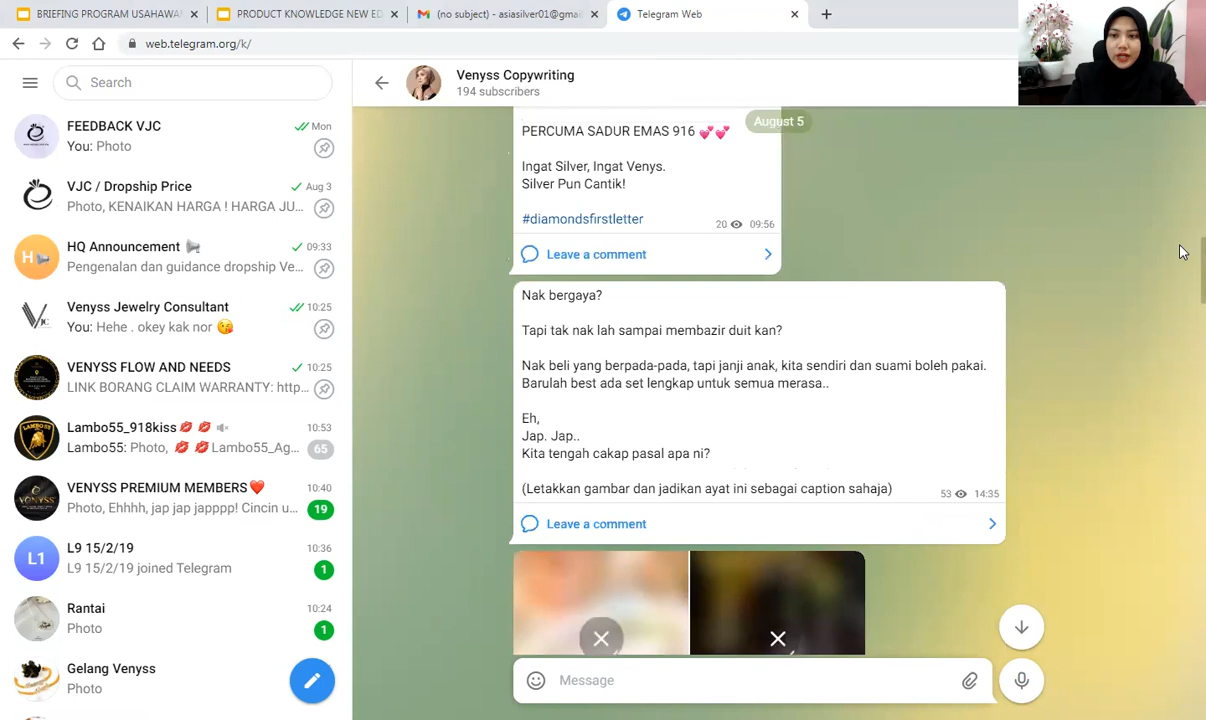 BRIEFING PROGRAM USAHAWAN
PRODUCT KNOWLEDGE NEW ED
(no subject) - asiasilver01@gmai
Telegram Web
web.telegram.org/k/
Search
FEEDBACK VJC
Mon
You: Photo
VJC / Dropship Price
Aug 3
Photo, KENAIKAN HARGA ! HARGA JU...
HQ Announcement
09:33
Pengenalan dan guidance dropship Ve...
Venyss Jewelry Consultant
10:25
You: Hehe . okey kak nor 😘
VENYSS FLOW AND NEEDS
10:25
LINK BORANG CLAIM WARRANTY: http...
Lambo55_918kiss💋💋
10:53
Lambo55: Photo, 💋 💋Lambo55_Ag...
65
VENYSS PREMIUM MEMBERS❤️
10:40
Photo, Ehhhh, jap jap japppp! Cincin u...
19
L1
L9 15/2/19
10:36
L9 15/2/19 joined Telegram
1
Rantai
10:24
Photo
1
Gelang Venyss
Photo
Venyss Copywriting
194 subscribers
August 5
PERCUMA SADUR EMAS 916 💕💕
Ingat Silver, Ingat Venys.
Silver Pun Cantik!
#diamondsfirstletter
20 09:56
Leave a comment
Nak bergaya?
Tapi tak nak lah sampai membazir duit kan?
Nak beli yang berpada-pada, tapi janji anak, kita sendiri dan suami boleh pakai.
Barulah best ada set lengkap untuk semua merasa..
Eh,
Jap. Jap..
Kita tengah cakap pasal apa ni?
(Letakkan gambar dan jadikan ayat ini sebagai caption sahaja)
53 14:35
Leave a comment
Message